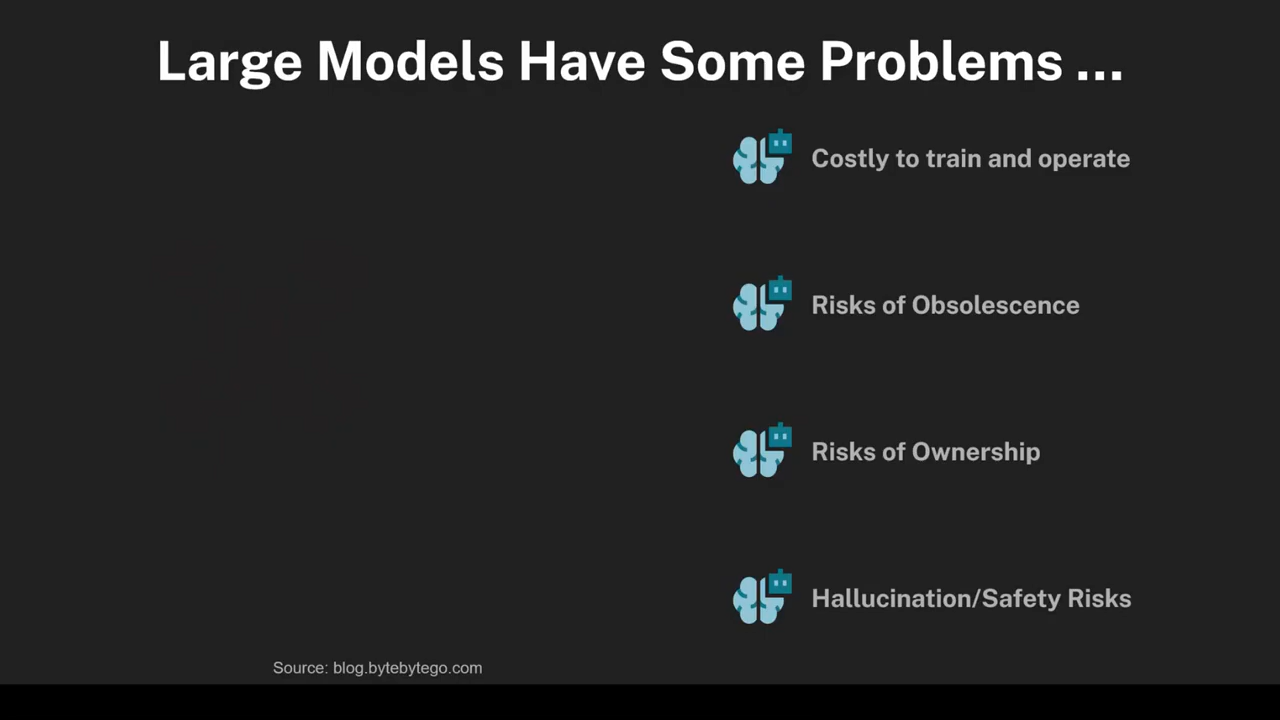 Large Models Have Some Problems ...
Costly to train and operate
Risks of Obsolescence
Risks of Ownership
Hallucination/Safety Risks
Source: blog.bytebytego.com